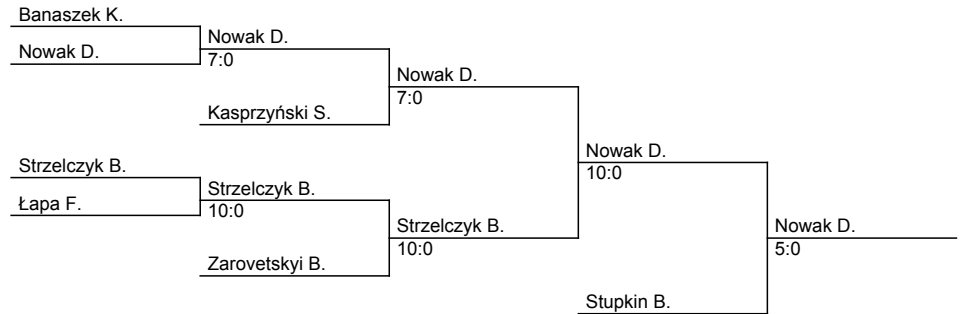 Banaszek K.
Nowak D.
Nowak D.
7:0
Nowak D.
7:0
Kasprzyński S.
Nowak D.
10:0
Strzelczyk B.
Strzelczyk B.
10:0
Łapa F.
Strzelczyk B.
10:0
Nowak D.
5:0
Zarovetskyi B.
Stupkin B.